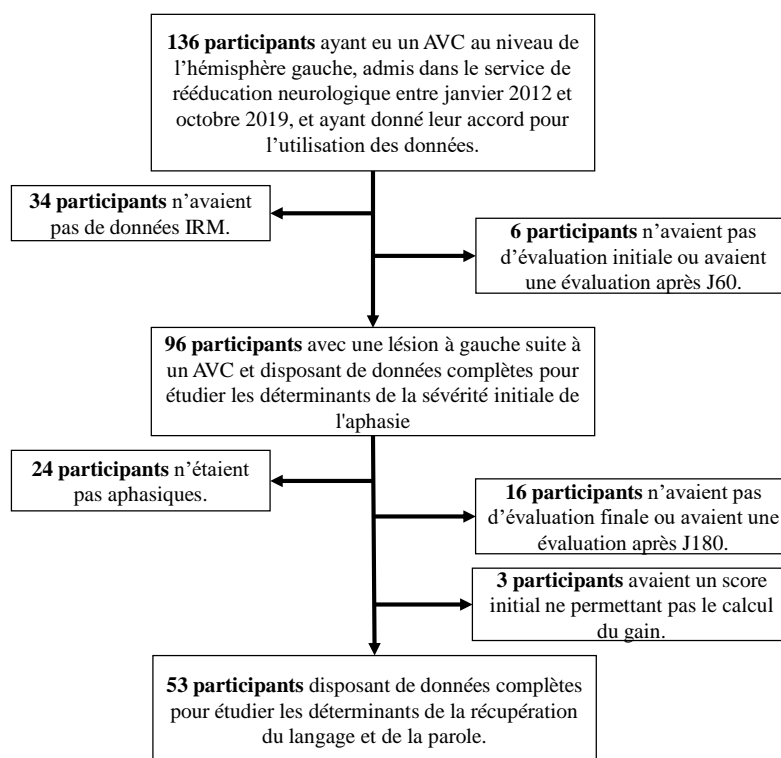 136 participants ayant eu un AVC au niveau de
l’hémisphère gauche, admis dans le service de
rééducation neurologique entre janvier 2012 et
octobre 2019, et ayant donné leur accord pour
l’utilisation des données.
34 participants n’avaient
pas de données IRM.
6 participants n’avaient pas
d’évaluation initiale ou avaient
une évaluation après J60.
96 participants avec une lésion à gauche suite à
un AVC et disposant de données complètes pour
étudier les déterminants de la sévérité initiale de
l'aphasie
24 participants n’étaient
pas aphasiques.
16 participants n’avaient pas
d’évaluation finale ou avaient une
évaluation après J180.
3 participants avaient un score
initial ne permettant pas le calcul
du gain.
53 participants disposant de données complètes
pour étudier les déterminants de la récupération
du langage et de la parole.